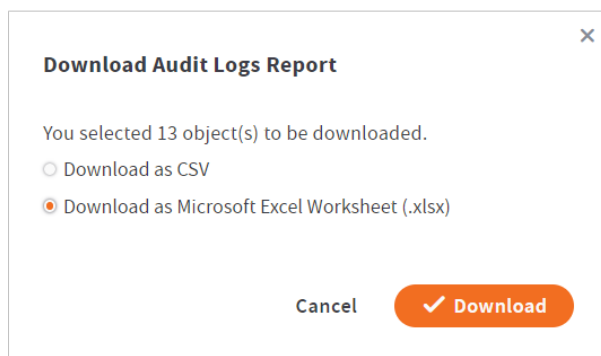 Download Audit Logs Report
You selected 13 object(s) to be downloaded.
Download as CSV
Download as Microsoft Excel Worksheet (.xlsx)
Cancel
Download